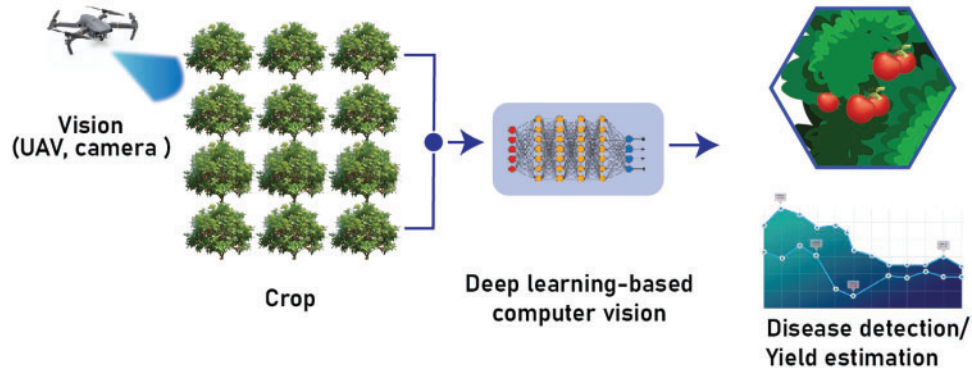 Vision
(UAV, camera )
Crop
Deep learning-based
computer vision
Disease detection/
Yield estimation